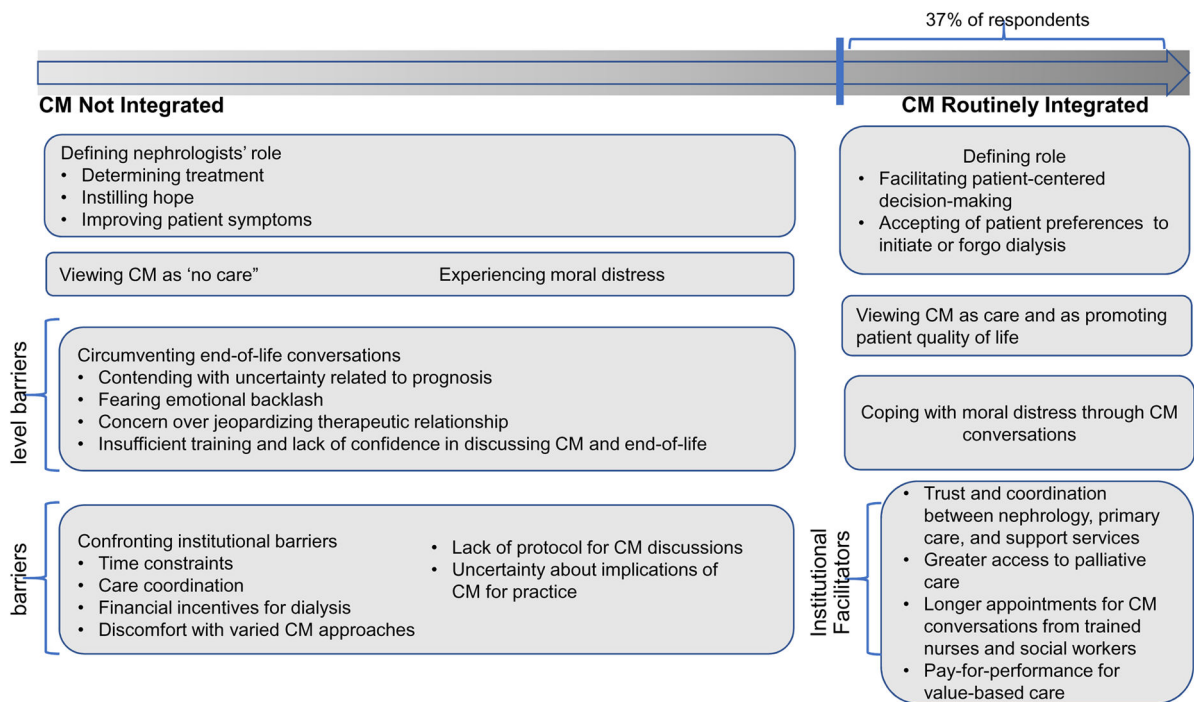 37% of respondents
CM Not Integrated
CM Routinely Integrated
Defining nephrologists’ role
• Determining treatment
• Instilling hope
• Improving patient symptoms
Viewing CM as ‘no care”
Experiencing moral distress
level barriers
Circumventing end-of-life conversations
• Contending with uncertainty related to prognosis
• Fearing emotional backlash
• Concern over jeopardizing therapeutic relationship
• Insufficient training and lack of confidence in discussing CM and end-of-life
barriers
Confronting institutional barriers
• Time constraints
• Care coordination
• Financial incentives for dialysis
• Discomfort with varied CM approaches
• Lack of protocol for CM discussions
• Uncertainty about implications of
CM for practice
Defining role
• Facilitating patient-centered
decision-making
• Accepting of patient preferences to
initiate or forgo dialysis
Viewing CM as care and as promoting
patient quality of life
Coping with moral distress through CM
conversations
Institutional
Facilitators
• Trust and coordination
between nephrology, primary
care, and support services
• Greater access to palliative
care
• Longer appointments for CM
conversations from trained
nurses and social workers
• Pay-for-performance for
value-based care